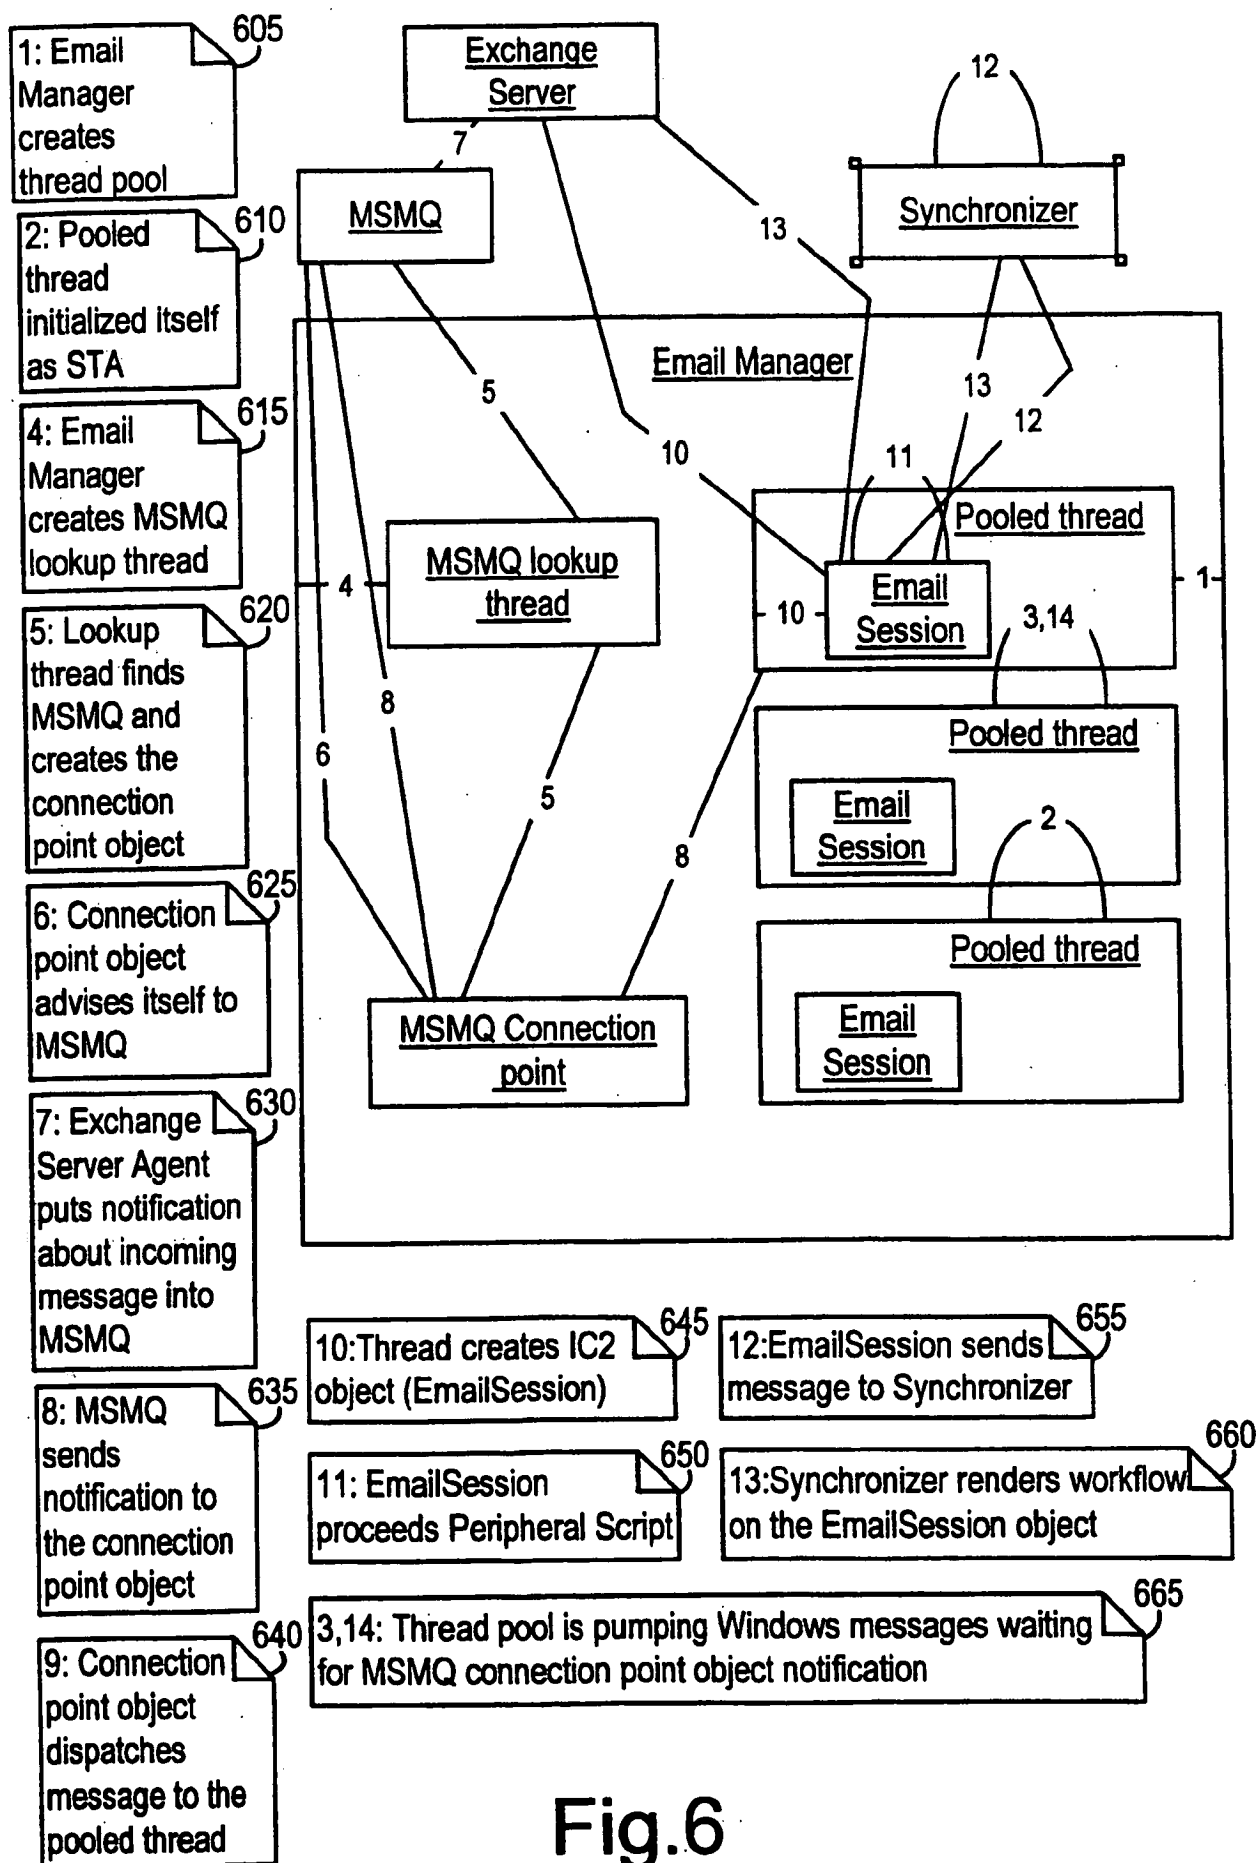 1: Email
Manager
creates
thread pool
605
2: Pooled
thread
initialized itself
as STA
610
4: Email
Manager
creates MSMQ
lookup thread
615
5: Lookup
thread finds
MSMQ and
creates the
connection
point object
620
6: Connection
point object
advises itself to
MSMQ
625
7: Exchange
Server Agent
puts notification
about incoming
message into
MSMQ
630
8: MSMQ
sends
notification to
the connection
point object
635
9: Connection
point object
dispatches
message to the
pooled thread
640
Exchange
Server
7
MSMQ
12
Synchronizer
13
Email Manager
5
10
13
12
11
Pooled thread
MSMQ lookup
thread
4
Email
Session
10
1
3,14
8
6
Pooled thread
Email
Session
5
8
2
Pooled thread
Email
Session
MSMQ Connection
point
10:Thread creates IC2
object (EmailSession)
645
12:EmailSession sends
message to Synchronizer
655
11: EmailSession
proceeds Peripheral Script
650
13:Synchronizer renders workflow
on the EmailSession object
660
3,14: Thread pool is pumping Windows messages waiting
for MSMQ connection point object notification
665
Fig.6